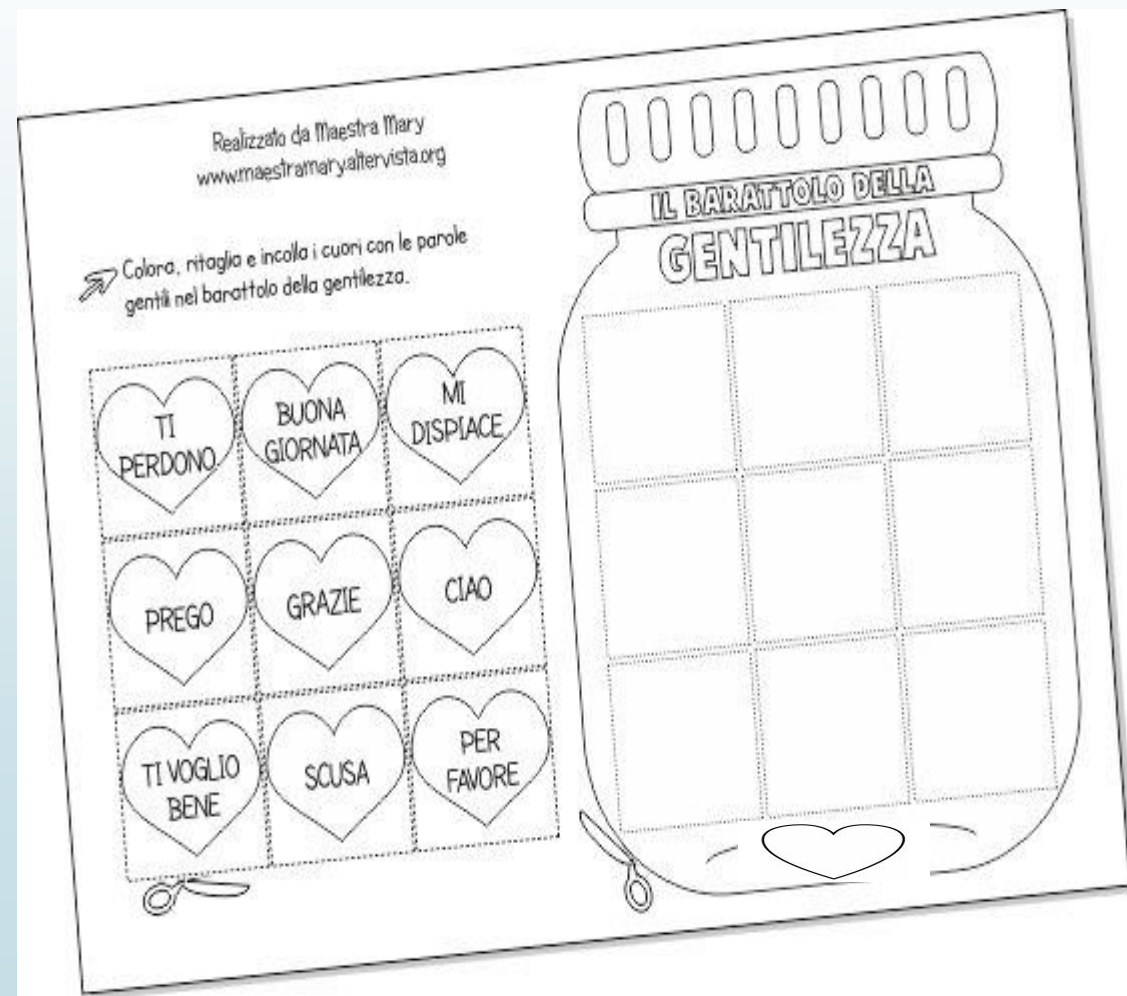 Realizzato da Maestra Mary
www.maestramary.altervista.org
Colora, ritaglia e incolla i cuori con le parole
gentili nel barattolo della gentilezza.
TI
PERDONO
BUONA
GIORNATA
MI
DISPIACE
PREGO
GRAZIE
CIAO
TI VOGLIO
BENE
SCUSA
PER
FAVORE
IL BARATTOLO DELLA
GENTILEZZA